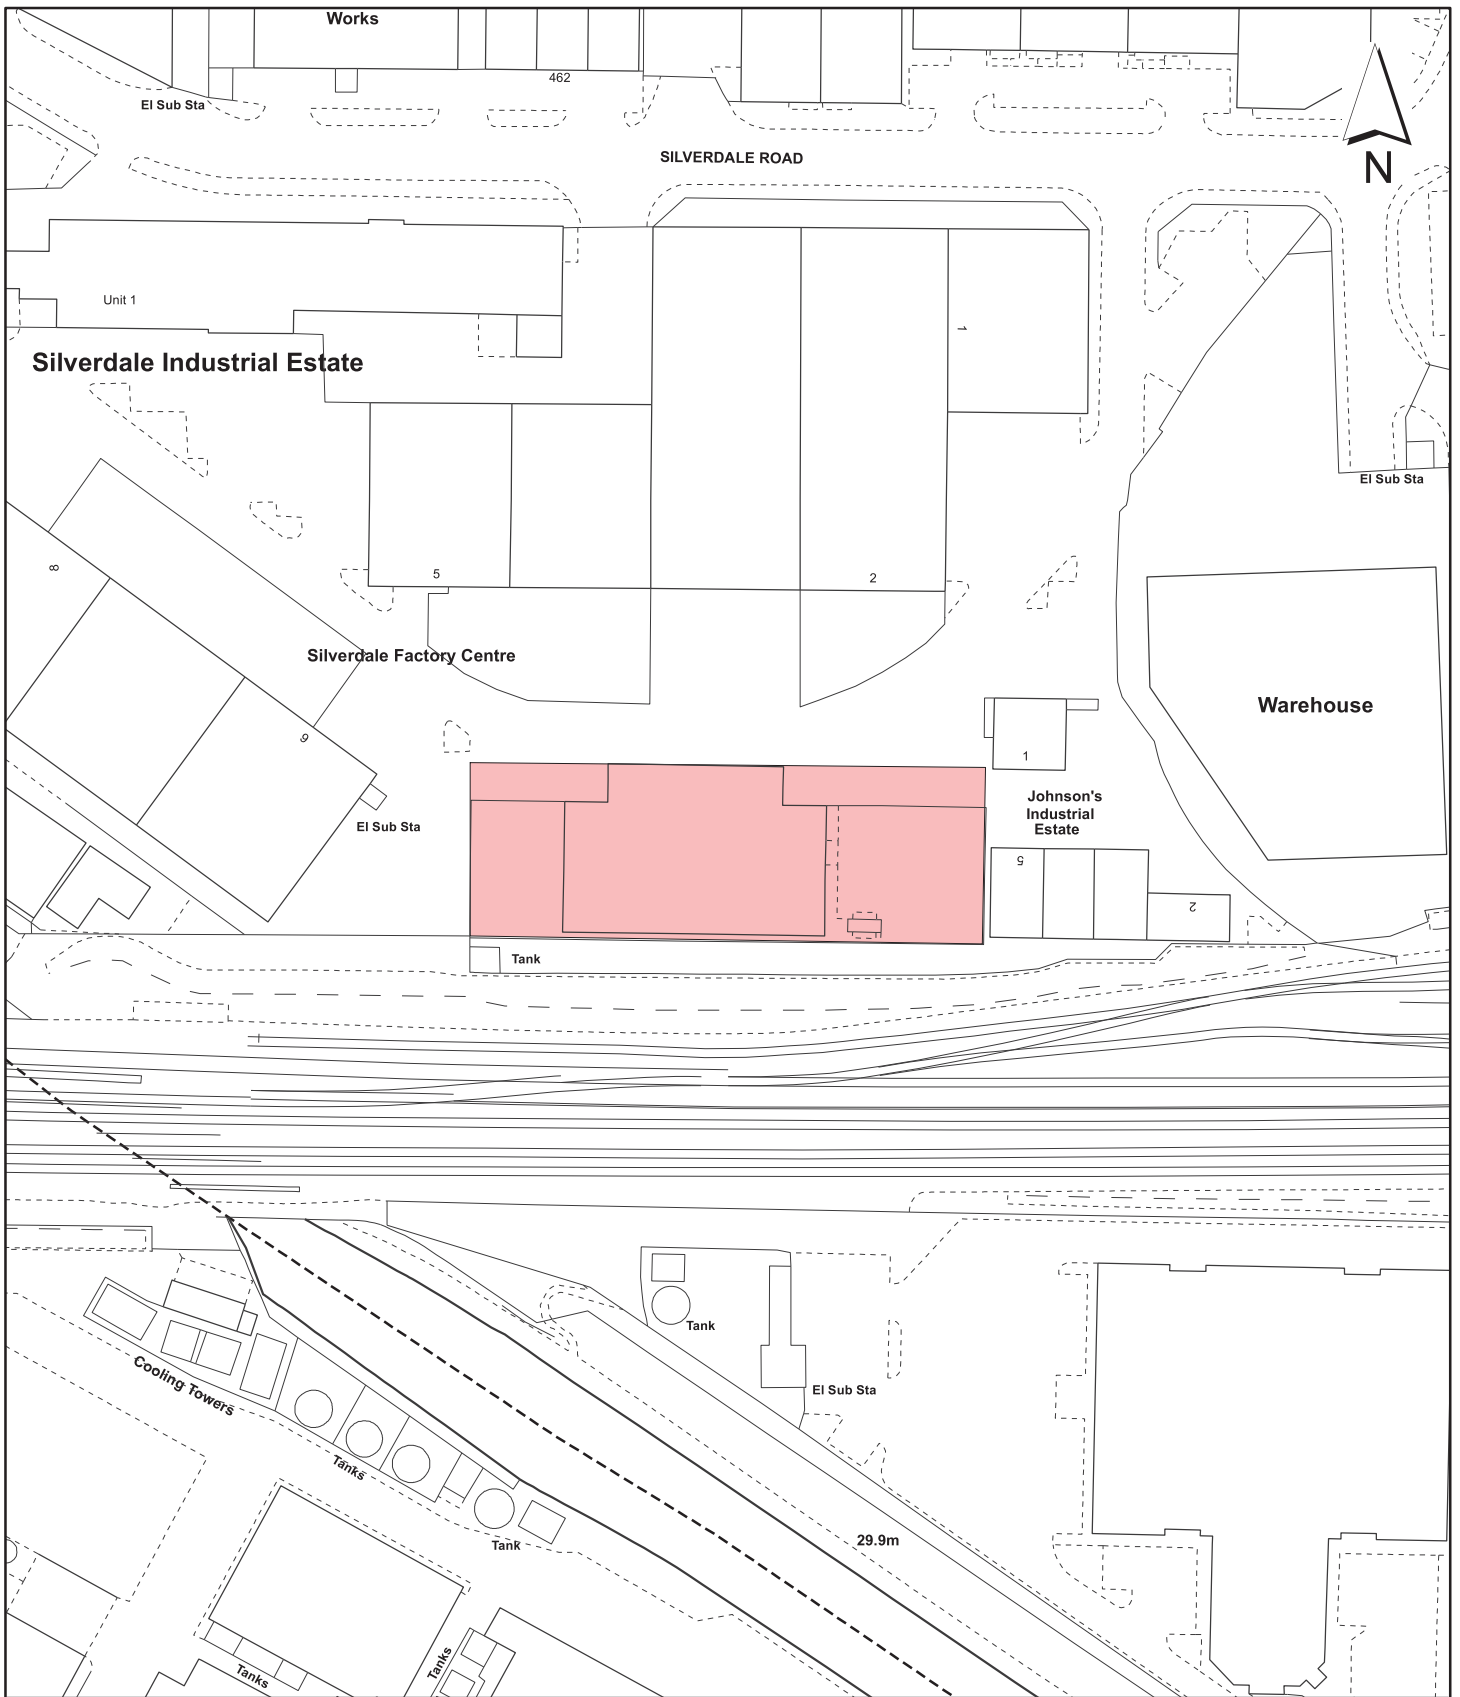 Works
462
El Sub Sta
SILVERDALE ROAD
N
Unit 1
1
Silverdale Industrial Estate
El Sub Sta
8
5
2
Silverdale Factory Centre
Warehouse
6
1
Johnson's
Industrial
Estate
El Sub Sta
5
2
Tank
Tank
Cooling Towers
El Sub Sta
Tanks
Tank
29.9m
Tanks
Tanks